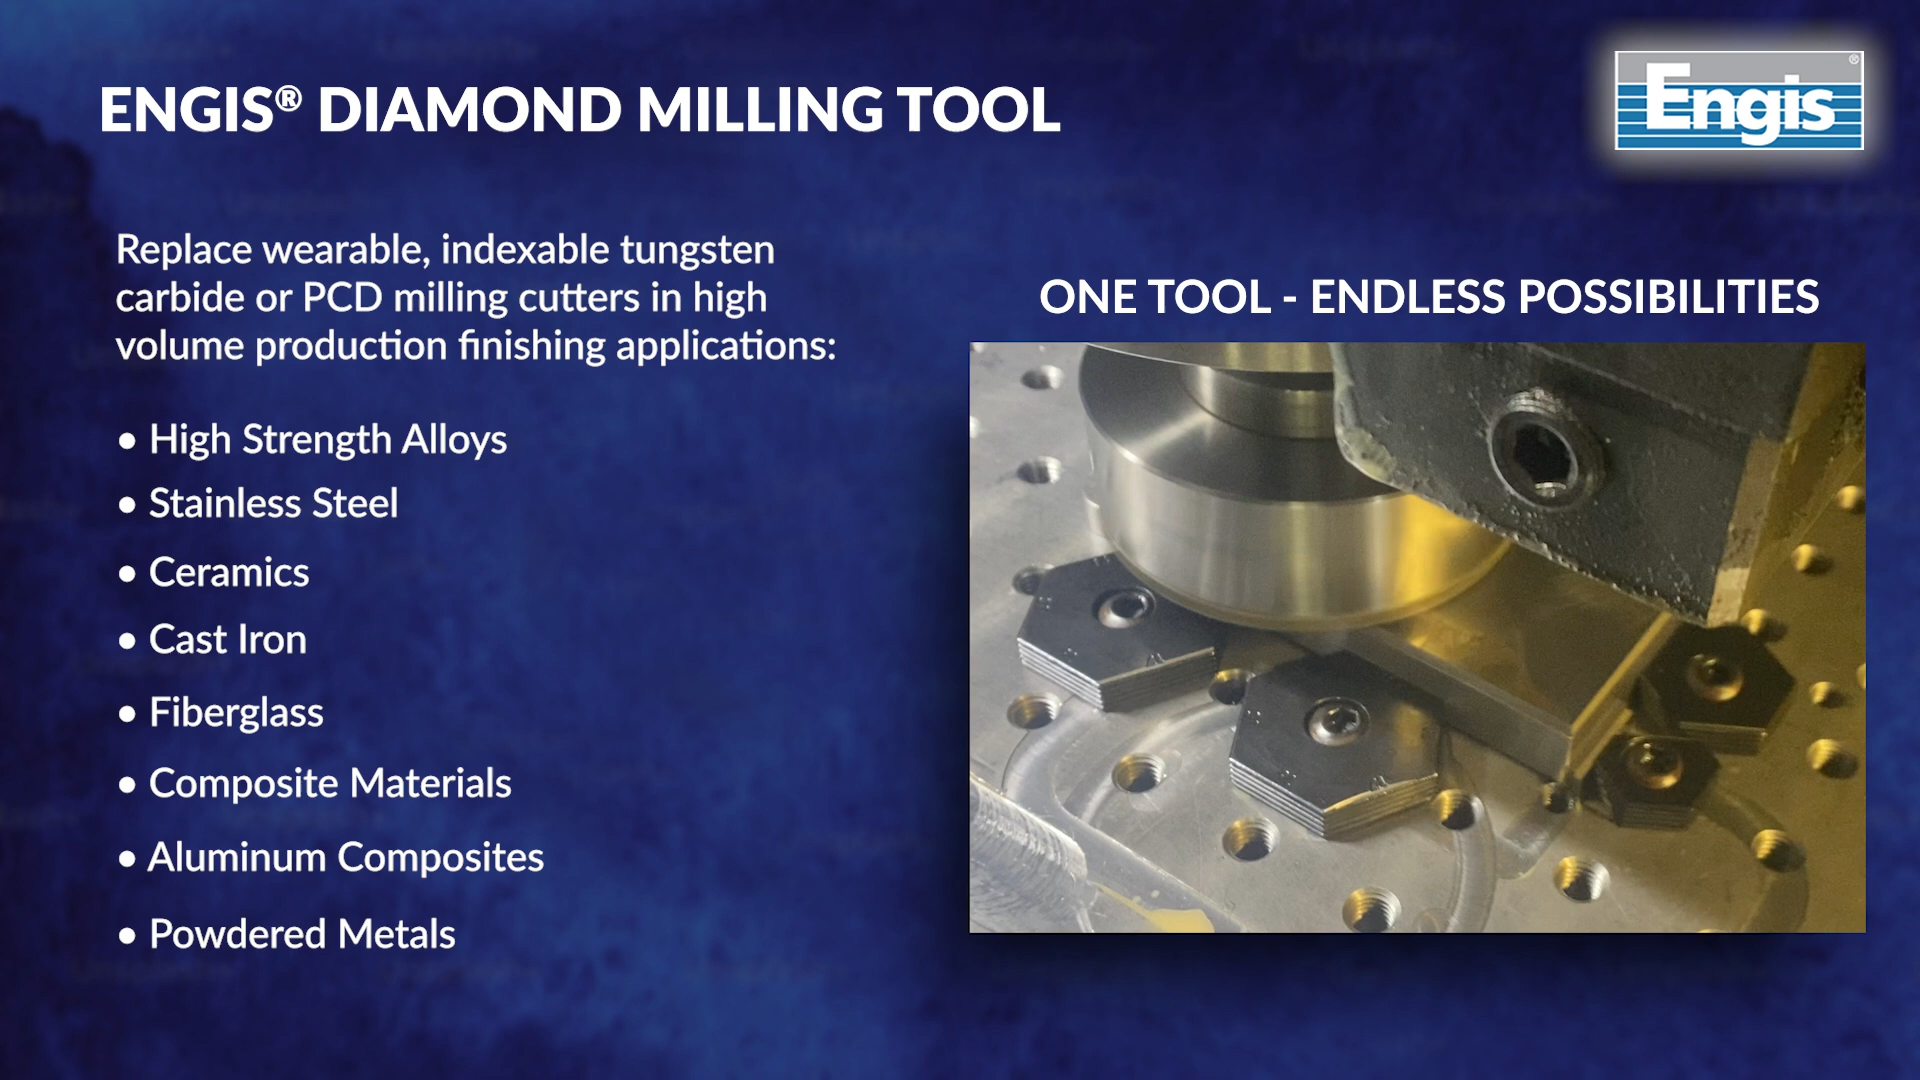 ENGIS® DIAMOND MILLING TOOL
Engis®
Replace wearable, indexable tungsten
carbide or PCD milling cutters in high
volume production finishing applications:
• High Strength Alloys
• Stainless Steel
• Ceramics
• Cast Iron
• Fiberglass
• Composite Materials
• Aluminum Composites
• Powdered Metals
ONE TOOL - ENDLESS POSSIBILITIES